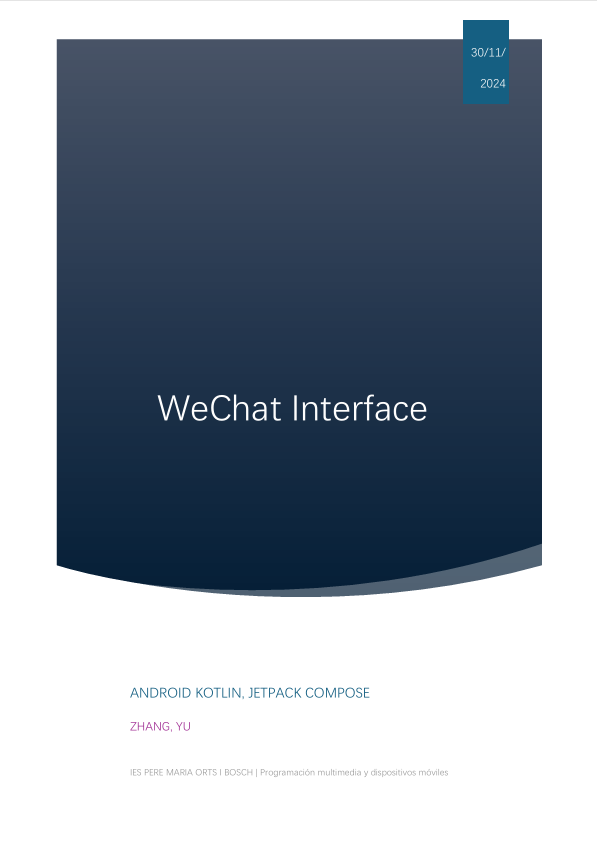 30/11/
2024
WeChat Interface
ANDROID KOTLIN, JETPACK COMPOSE
ZHANG, YU
IES PERE MARIA ORTS I BOSCH | Programación multimedia y dispositivos móviles